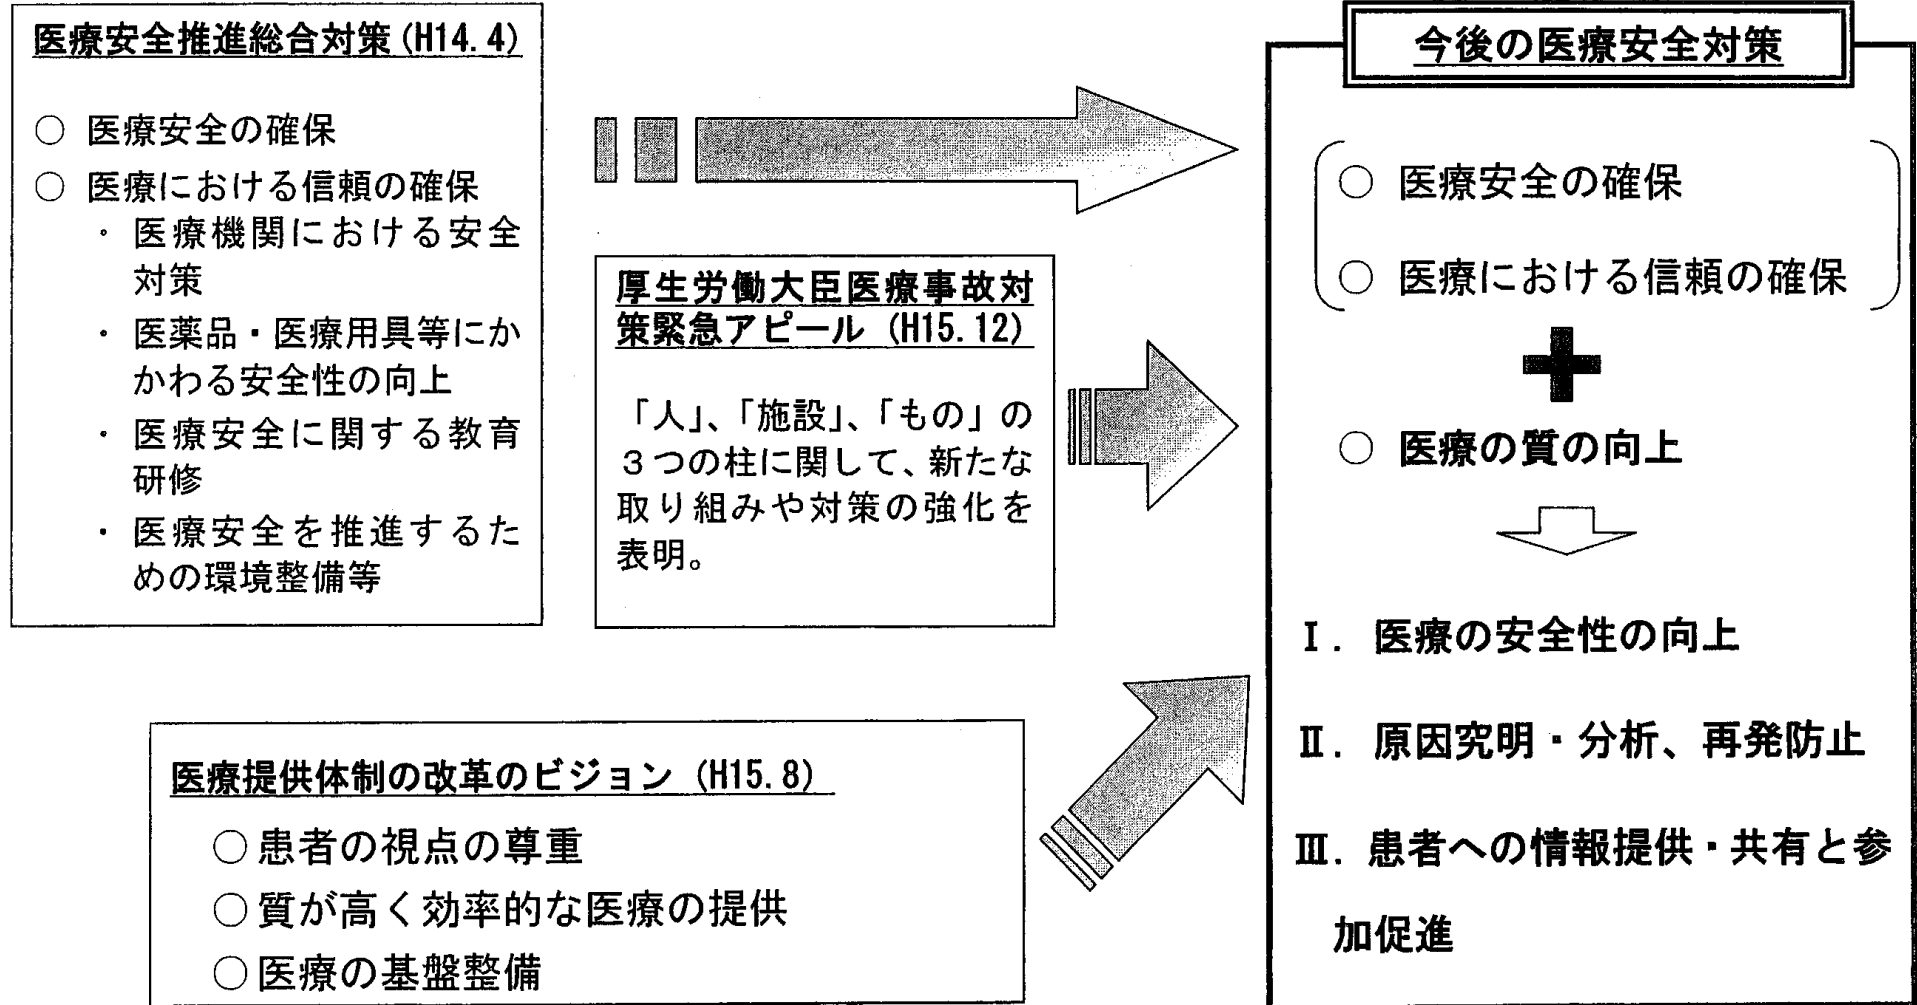 医療安全推進総合対策(H14.4)
○ 医療安全の確保
○ 医療における信頼の確保
・ 医療機関における安全
対策
・ 医薬品・医療用具等にか
かわる安全性の向上
・ 医療安全に関する教育
研修
・ 医療安全を推進するた
めの環境整備等
厚生労働大臣医療事故対
策緊急アピール (H15.12)
「人」、「施設」、「もの」の
３つの柱に関して、新たな
取り組みや対策の強化を
表明。
医療提供体制の改革のビジョン (H15.8)
○患者の視点の尊重
○質が高く効率的な医療の提供
○医療の基盤整備
今後の医療安全対策
○ 医療安全の確保
○ 医療における信頼の確保
○ 医療の質の向上
Ⅰ. 医療の安全性の向上
Ⅱ. 原因究明・分析、再発防止
Ⅲ. 患者への情報提供・共有と参
加促進